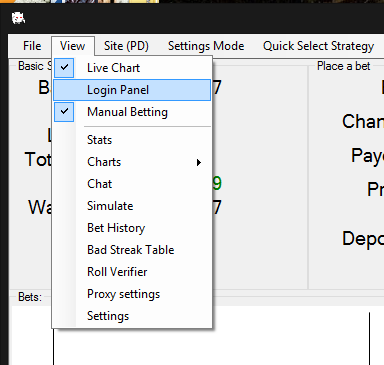 File View Site (PD) Settings Mode Quick Select Strategy
Basic S
Live Chart
Login Panel
Manual Betting
Stats
Charts
Chat
Simulate
Bet History
Bad Streak Table
Roll Verifier
Proxy settings
Settings
7
9
7
Place a bet
Chan
Payo
Pr
Depo
Bets: